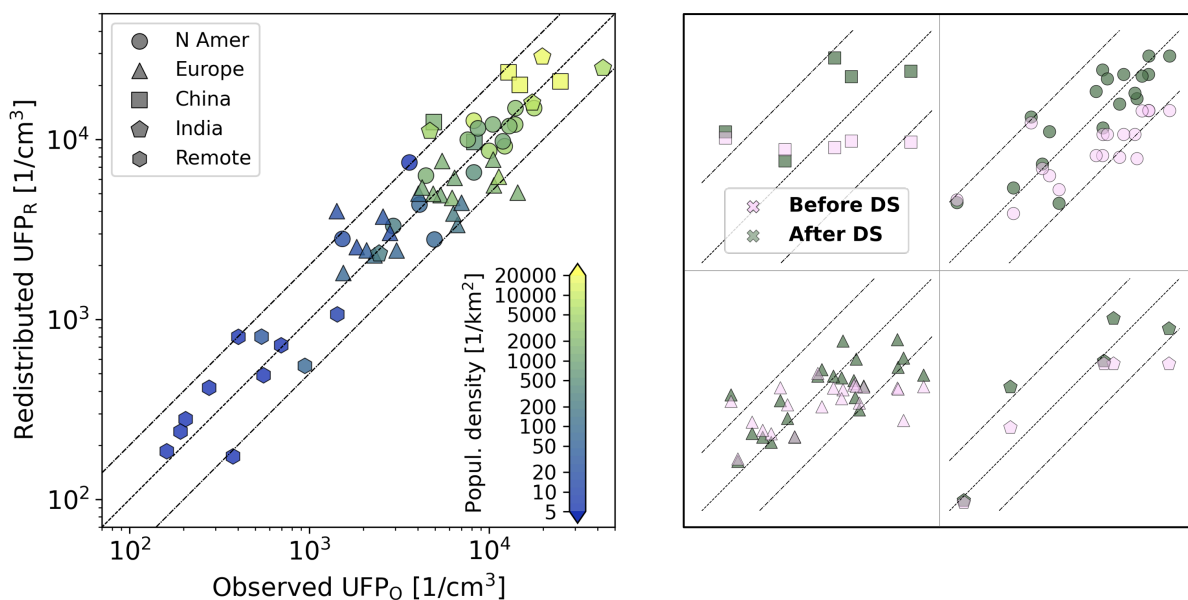 N Amer
Europe
China
India
Remote
Redistributed UFP_R [1/cm^3]
10^4
10^3
10^2
10^2
10^3
10^4
Observed UFP_O [1/cm^3]
Popul. density [1/km^2]
20000
10000
5000
2000
1000
500
200
100
50
20
10
5
Before DS
After DS